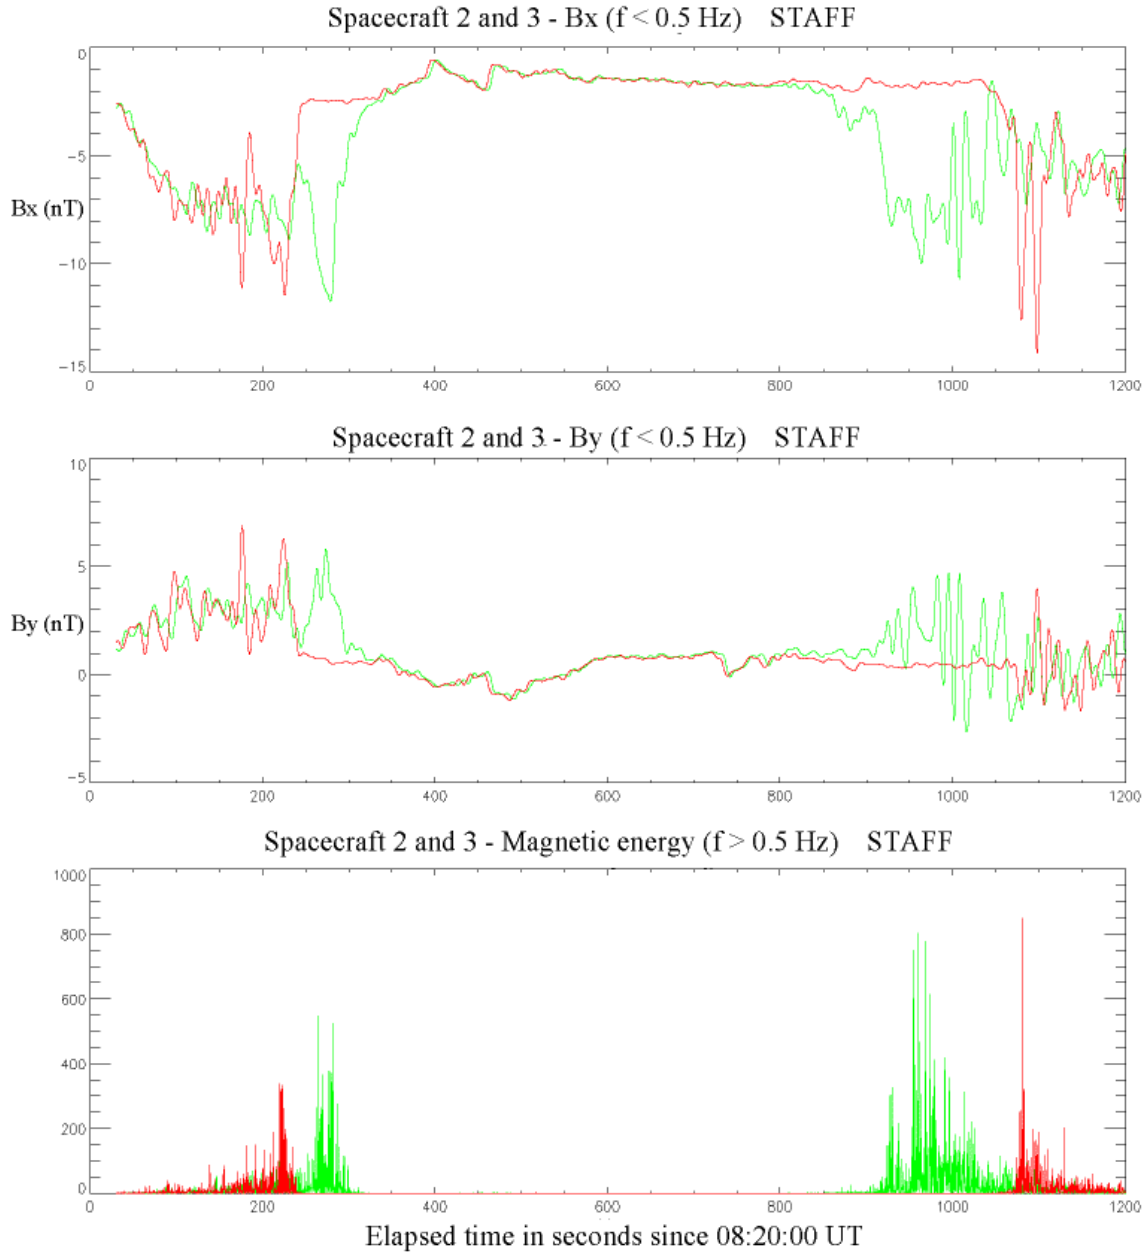 Spacecraft 2 and 3 - Bx (f < 0.5 Hz) STAFF
0
−5
Bx (nT)
−10
−15
0 200 400 600 800 1000 1200
Spacecraft 2 and 3 - By (f < 0.5 Hz) STAFF
10
5
By (nT)
0
−5
0 200 400 600 800 1000 1200
Spacecraft 2 and 3 - Magnetic energy (f > 0.5 Hz) STAFF
1000
800
600
400
200
0
0 200 400 600 800 1000 1200
Elapsed time in seconds since 08:20:00 UT